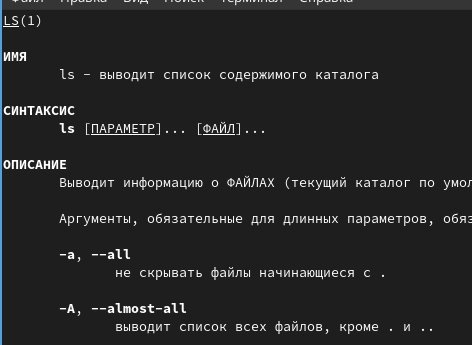 Файл Правка Вид Поиск Терминал Справка
LS(1)
ИМЯ
ls - выводит список содержимого каталога
СИНТАКСИС
ls [ПАРАМЕТР]... [ФАЙЛ]...
ОПИСАНИЕ
Выводит информацию о ФАЙЛАХ (текущий каталог по
Аргументы, обязательные для длинных параметров,
-a, --all
не скрывать файлы начинающиеся с .
-A, --almost-all
выводит список всех файлов, кроме . и ..